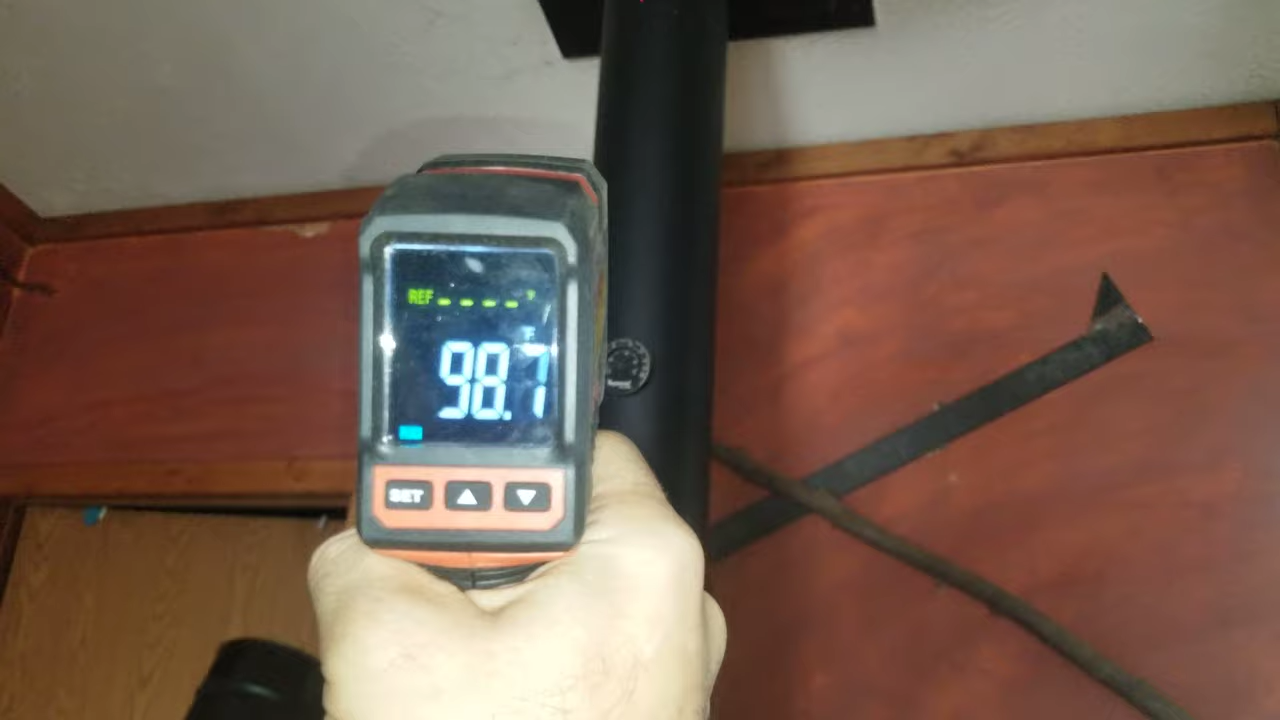 REF - - - - °F
°F
98.7
SET ▲ ▼